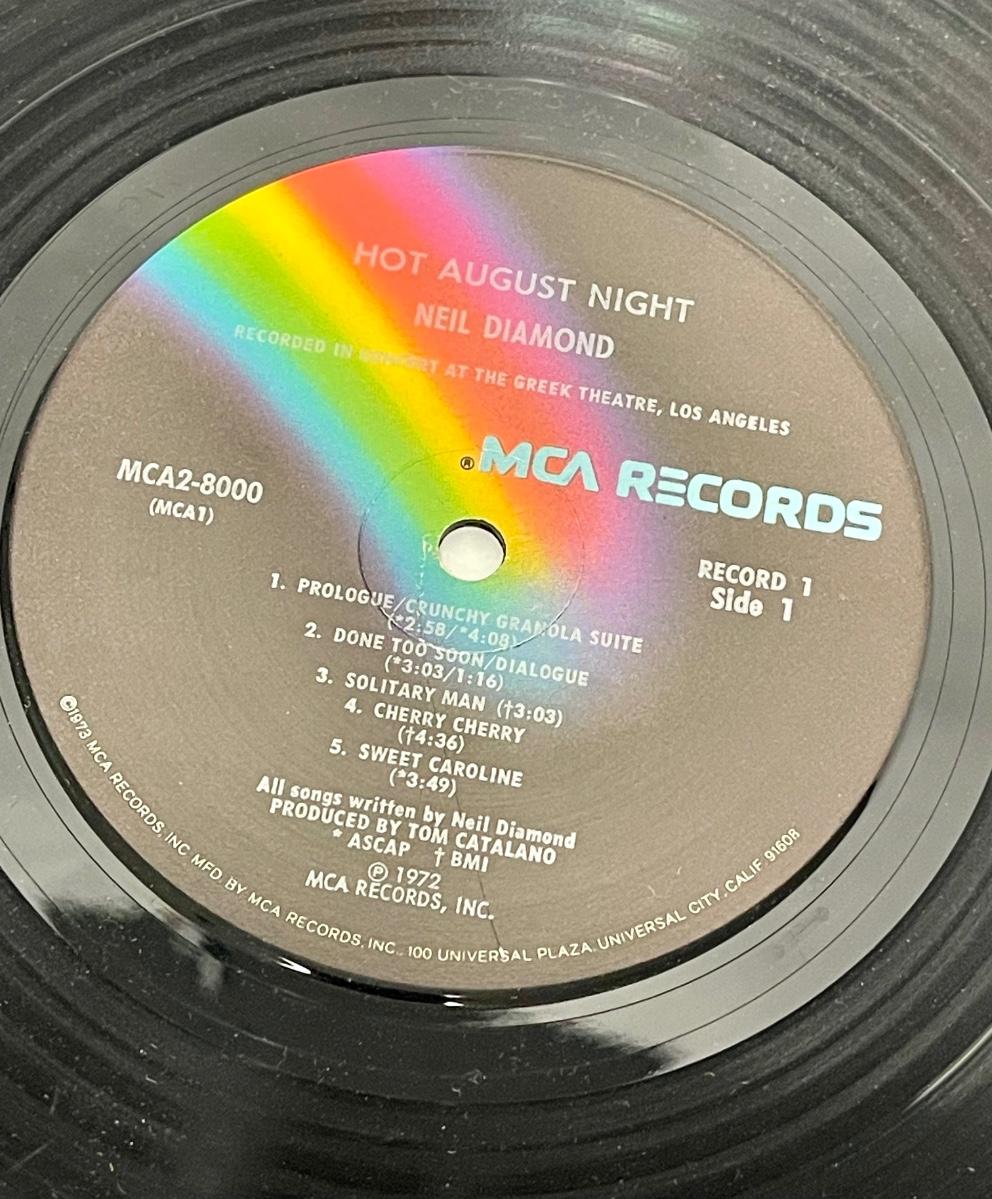 HOT AUGUST NIGHT
NEIL DIAMOND
RECORDED IN CONCERT AT THE GREEK THEATRE, LOS ANGELES
® MCA RECORDS
MCA2-8000
(MCA1)
RECORD 1
Side 1
1. PROLOGUE/CRUNCHY GRANOLA SUITE
(*2:58/*4:08)
2. DONE TOO SOON/DIALOGUE
(*3:03/1:16)
3. SOLITARY MAN (†3:03)
4. CHERRY CHERRY
(†4:36)
5. SWEET CAROLINE
(*3:49)
All songs written by Neil Diamond
PRODUCED BY TOM CATALANO
* ASCAP † BMI
℗ 1972
MCA RECORDS, INC.
©1973 MCA RECORDS, INC MFD. BY MCA RECORDS, INC., 100 UNIVERSAL PLAZA, UNIVERSAL CITY, CALIF 91608